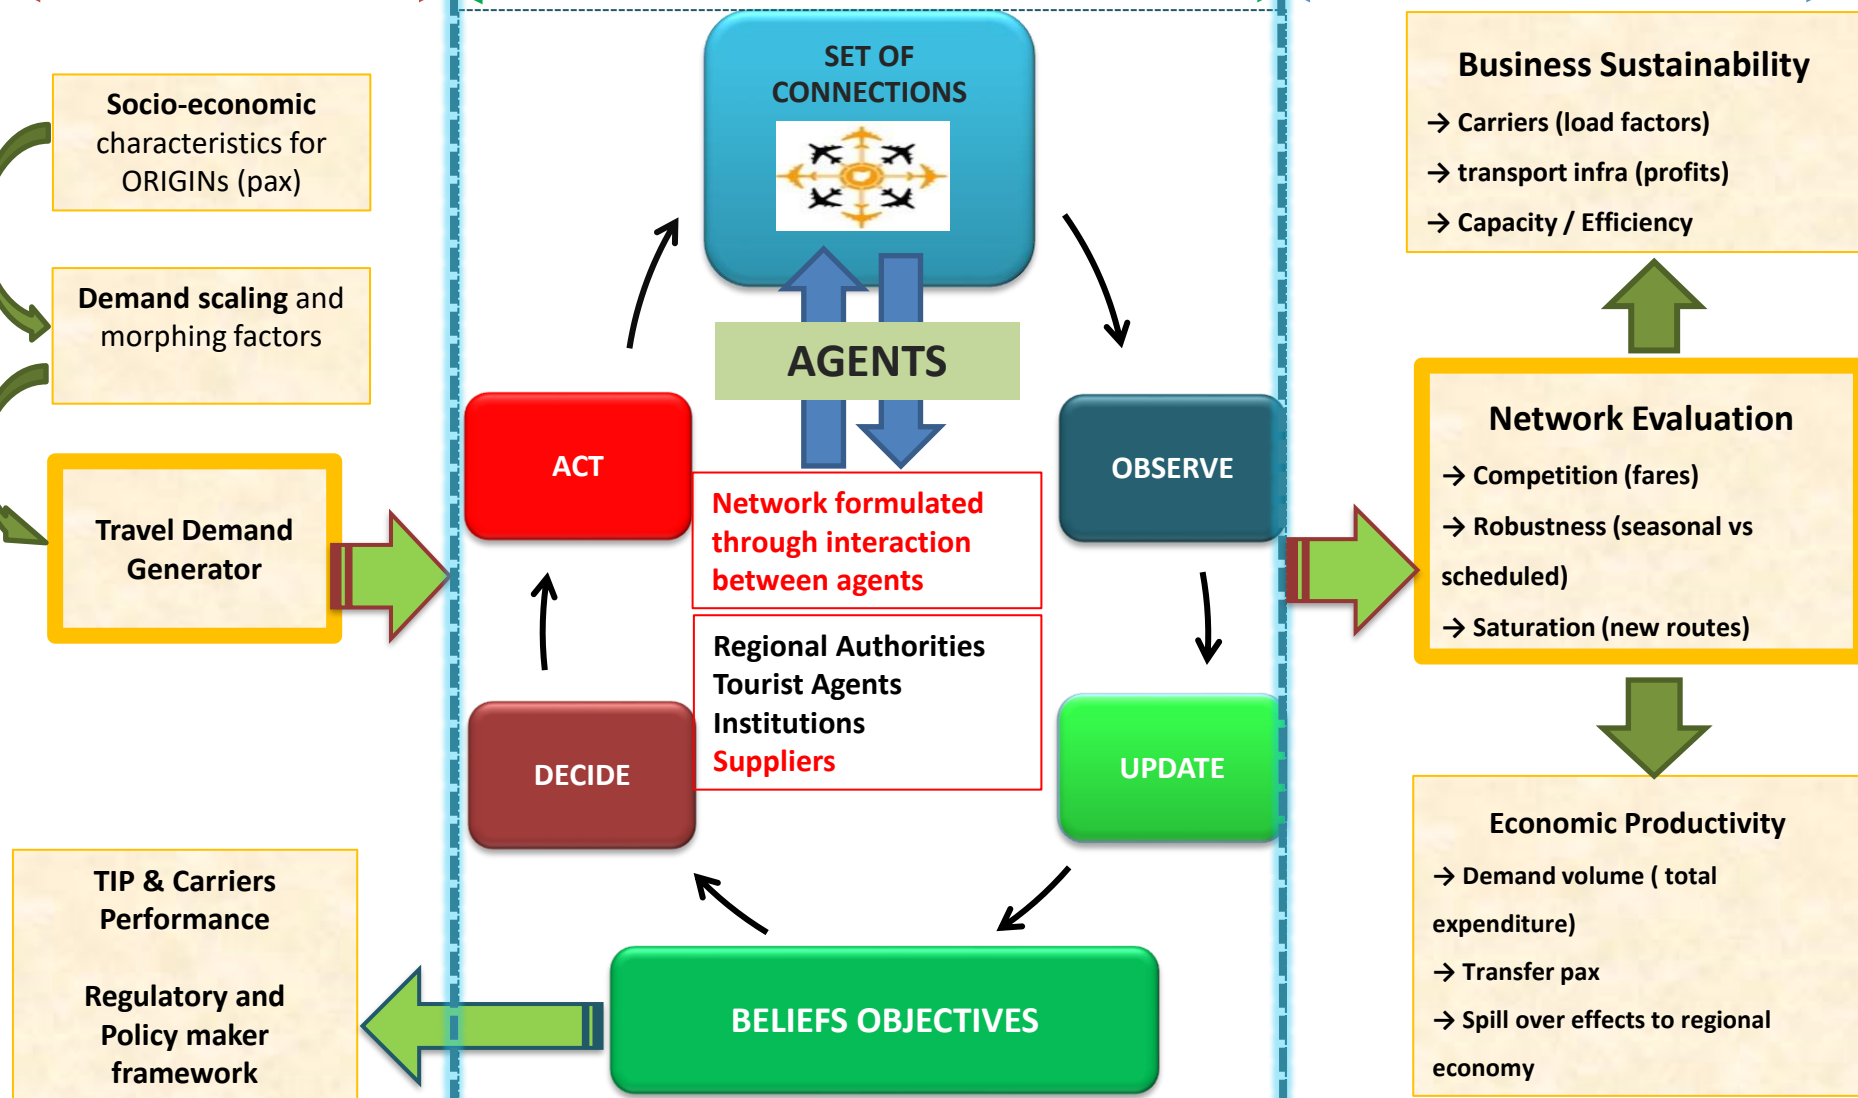 Socio-economic
characteristics for
ORIGINs (pax)
Demand scaling and
morphing factors
Travel Demand
Generator
TIP & Carriers
Performance
Regulatory and
Policy maker
framework
SET OF
CONNECTIONS
AGENTS
ACT
OBSERVE
Network formulated
through interaction
between agents
Regional Authorities
Tourist Agents
Institutions
Suppliers
DECIDE
UPDATE
BELIEFS OBJECTIVES
Business Sustainability
→ Carriers (load factors)
→ transport infra (profits)
→ Capacity / Efficiency
Network Evaluation
→ Competition (fares)
→ Robustness (seasonal vs
scheduled)
→ Saturation (new routes)
Economic Productivity
→ Demand volume ( total
expenditure)
→ Transfer pax
→ Spill over effects to regional
economy